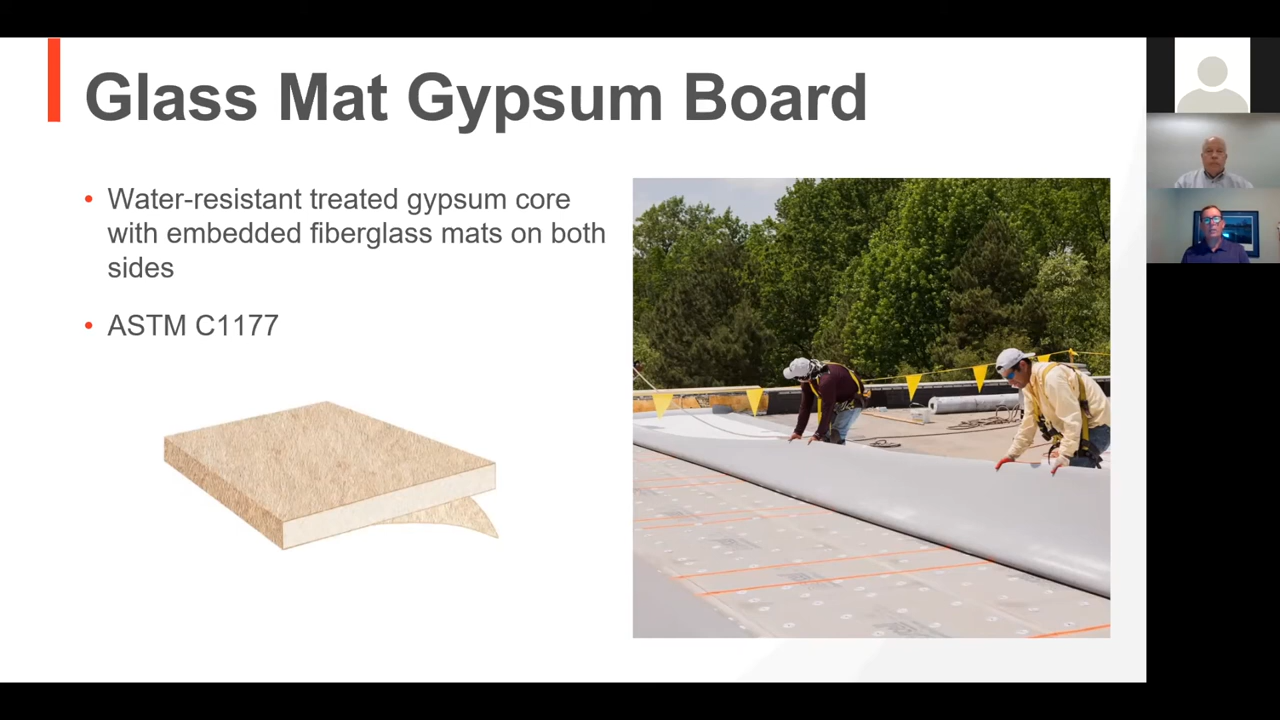 Glass Mat Gypsum Board
• Water-resistant treated gypsum core
with embedded fiberglass mats on both
sides
• ASTM C1177